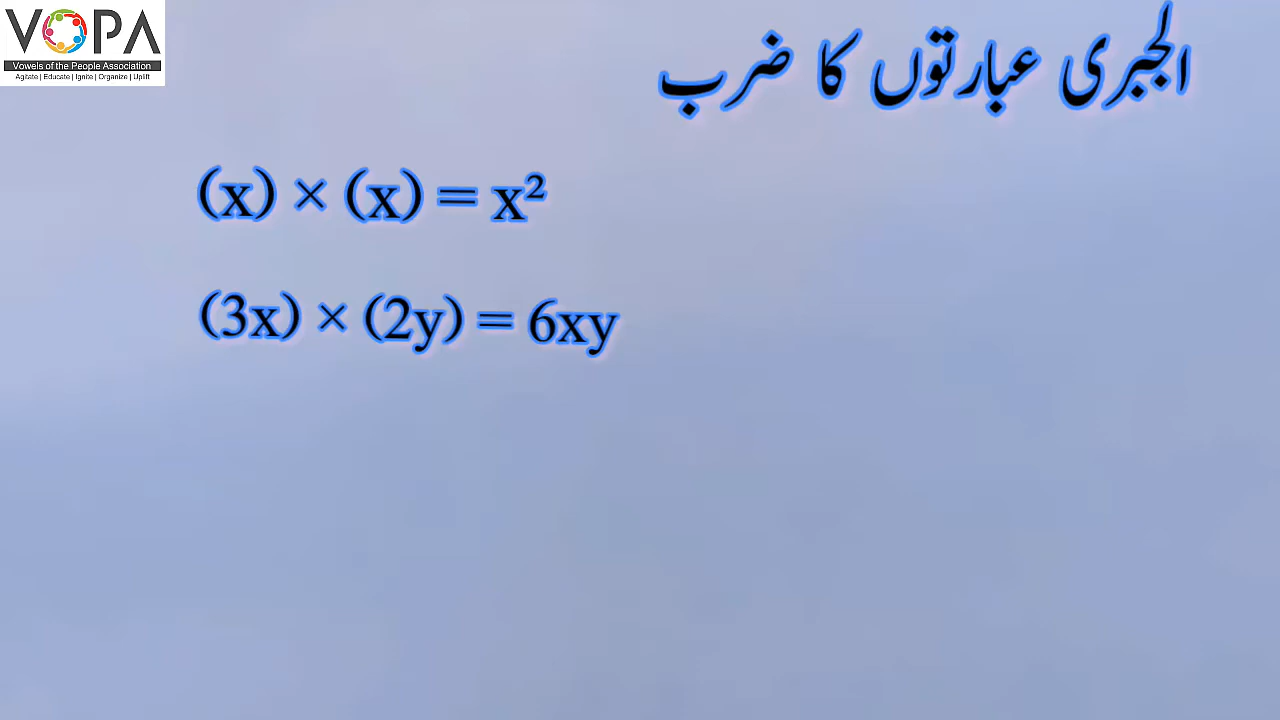 VOPA
Vowels of the People Association
Agitate | Educate | Ignite | Organize | Uplift
الجبری عبارتوں کا ضرب
(x) × (x) = x²
(3x) × (2y) = 6xy